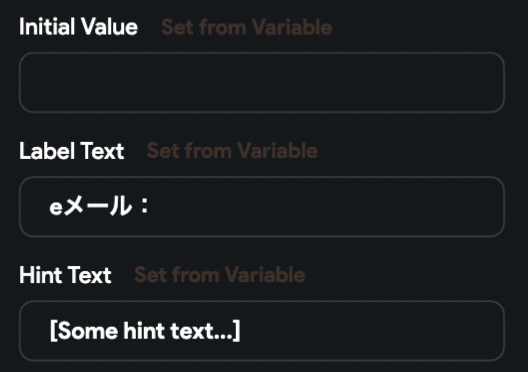 Initial Value Set from Variable
Label Text Set from Variable
eメール：
Hint Text Set from Variable
[Some hint text...]